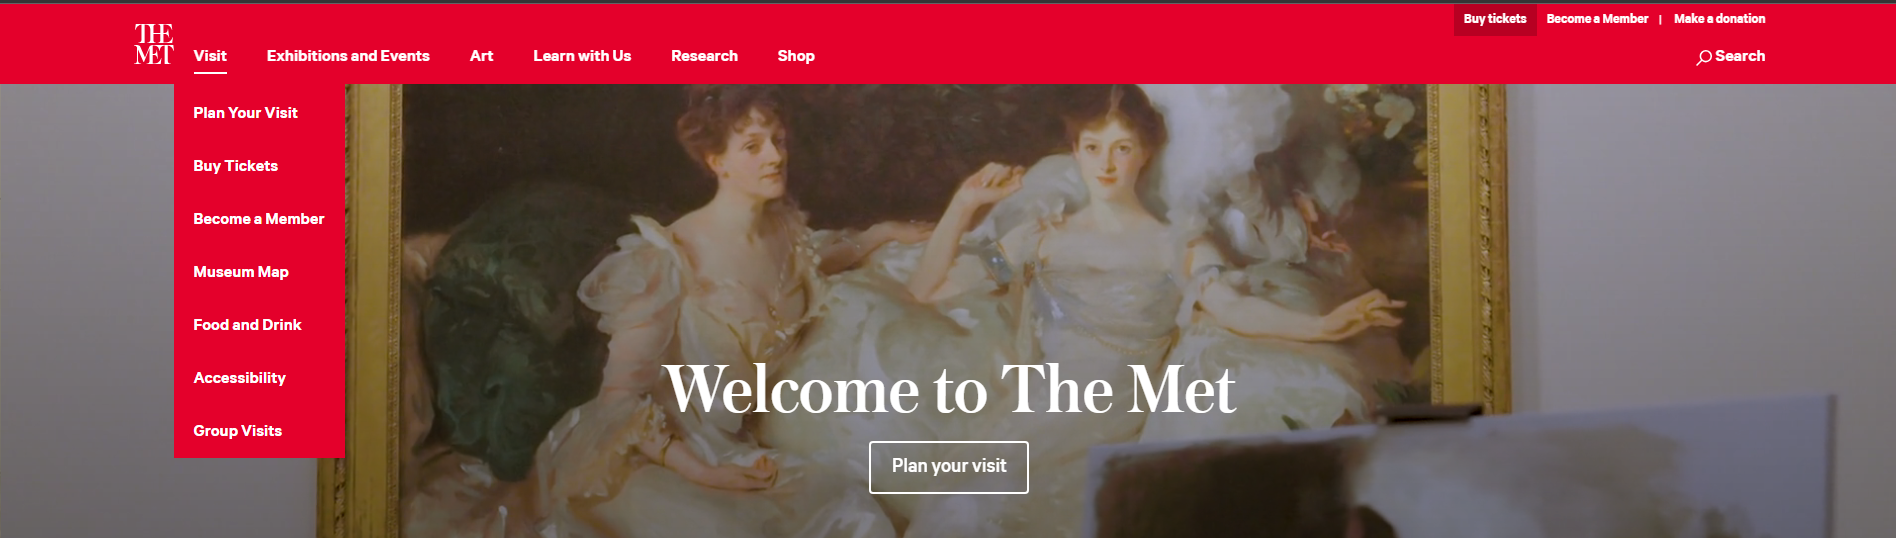 Buy tickets Become a Member | Make a donation
THE
MET
Visit Exhibitions and Events Art Learn with Us Research Shop Search
Plan Your Visit
Buy Tickets
Become a Member
Museum Map
Food and Drink
Accessibility
Group Visits
Welcome to The Met
Plan your visit